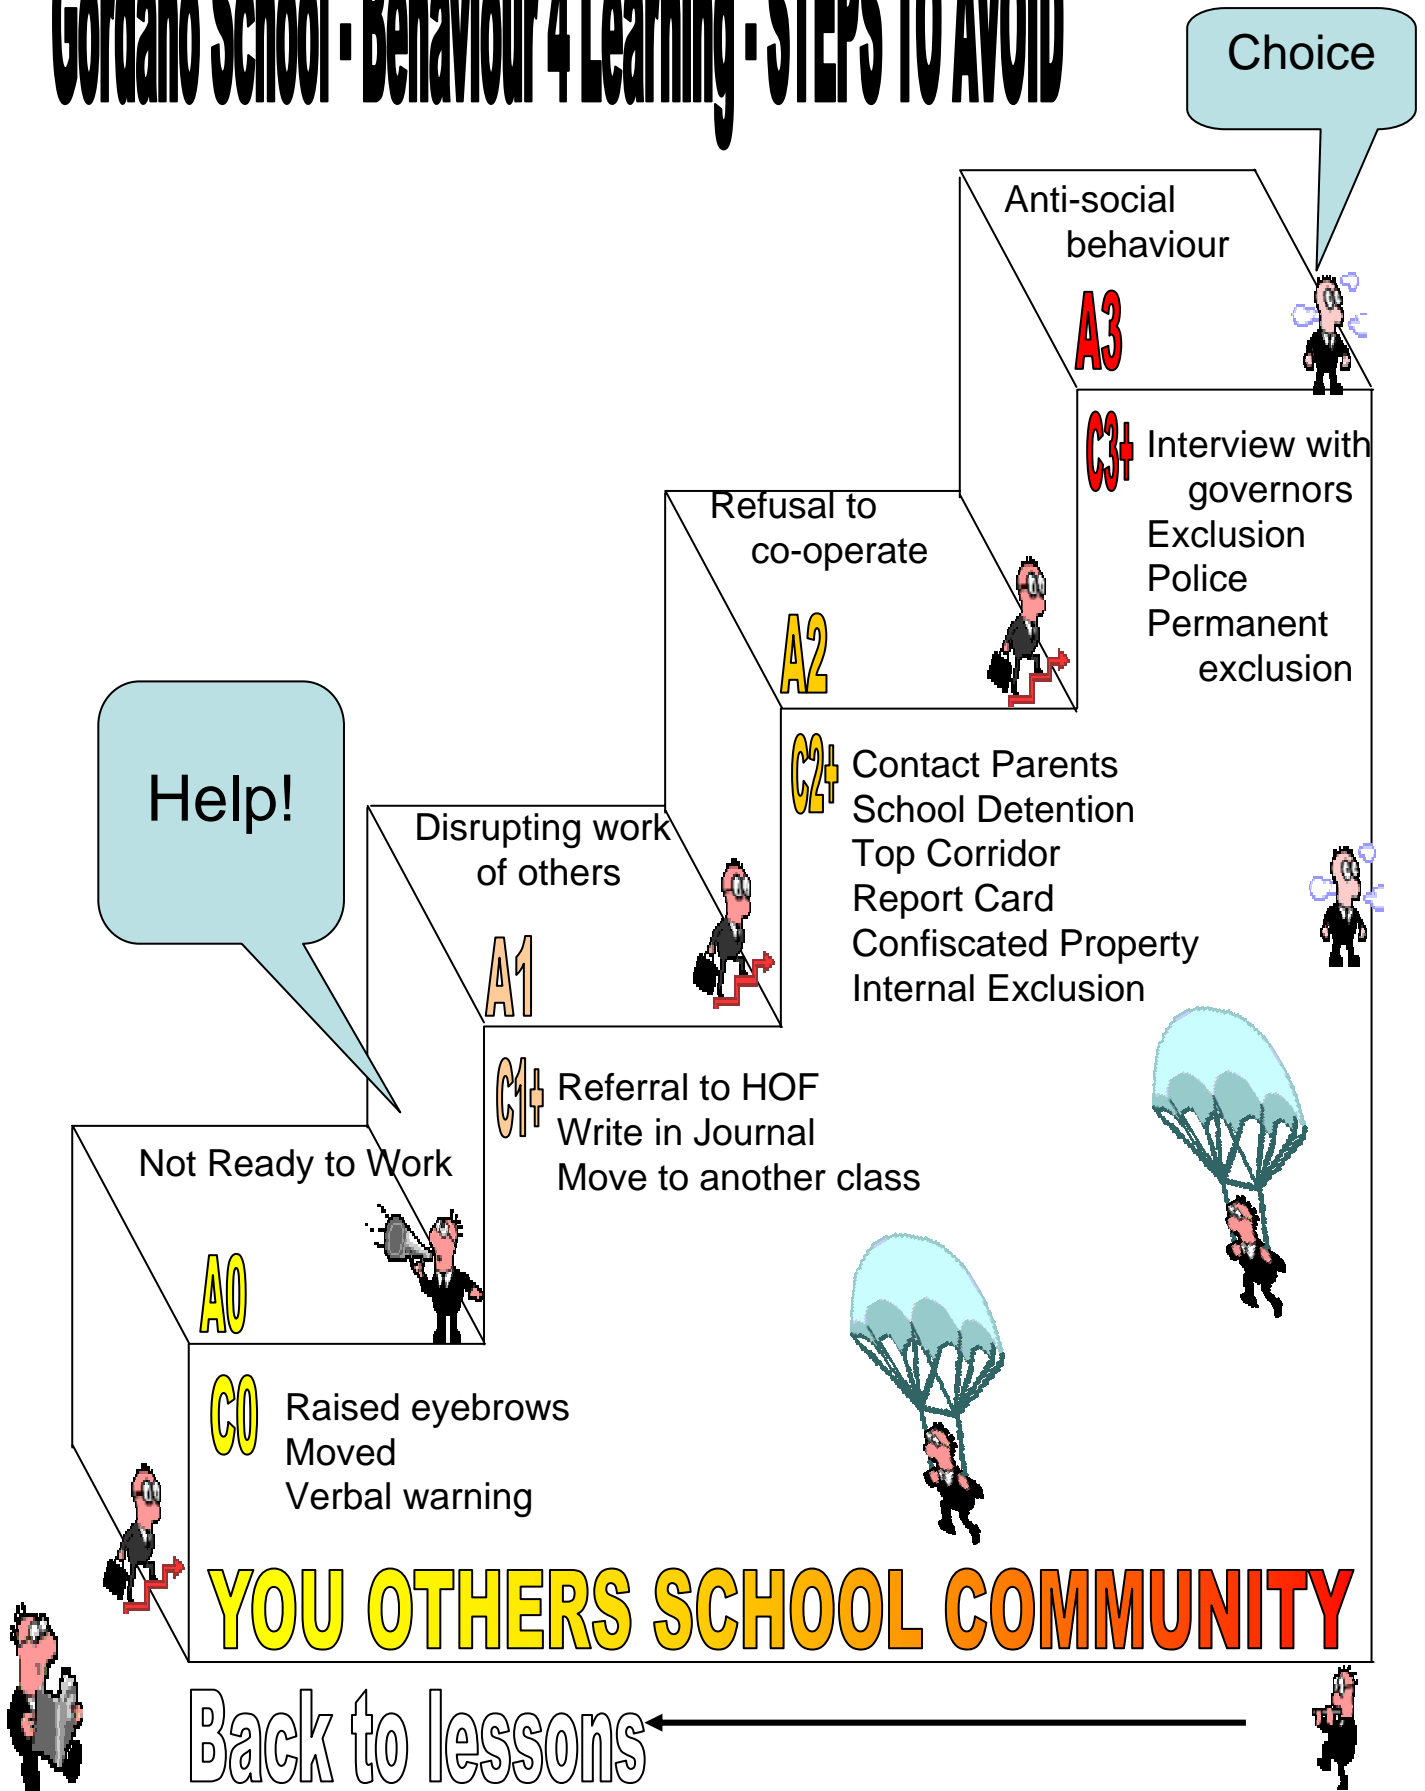 Gordano School - Behaviour 4 Learning - STEPS TO AVOID
Choice
Anti-social
behaviour
A3
C3+
Interview with
governors
Exclusion
Police
Permanent
exclusion
Refusal to
co-operate
A2
C2+
Contact Parents
School Detention
Top Corridor
Report Card
Confiscated Property
Internal Exclusion
Help!
Disrupting work
of others
A1
C1+
Referral to HOF
Write in Journal
Move to another class
Not Ready to Work
A0
C0
Raised eyebrows
Moved
Verbal warning
YOU OTHERS SCHOOL COMMUNITY
Back to lessons